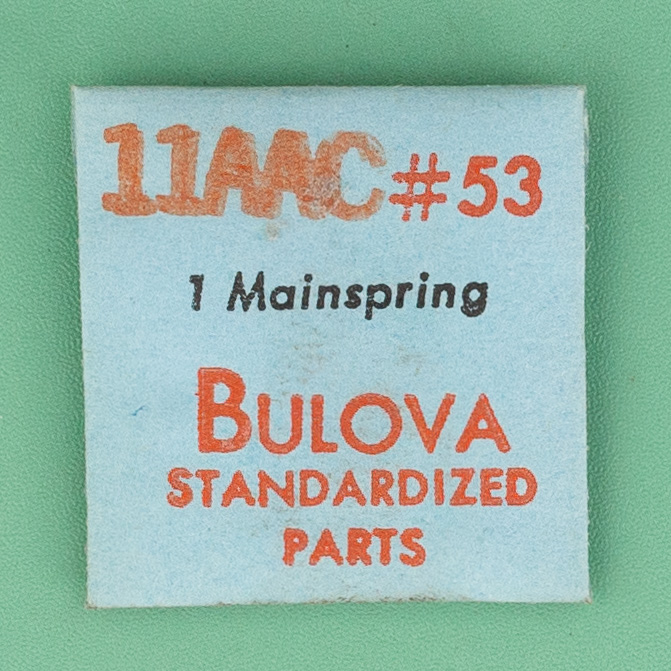 11AAC #53
1 Mainspring
BULOVA
STANDARDIZED
PARTS